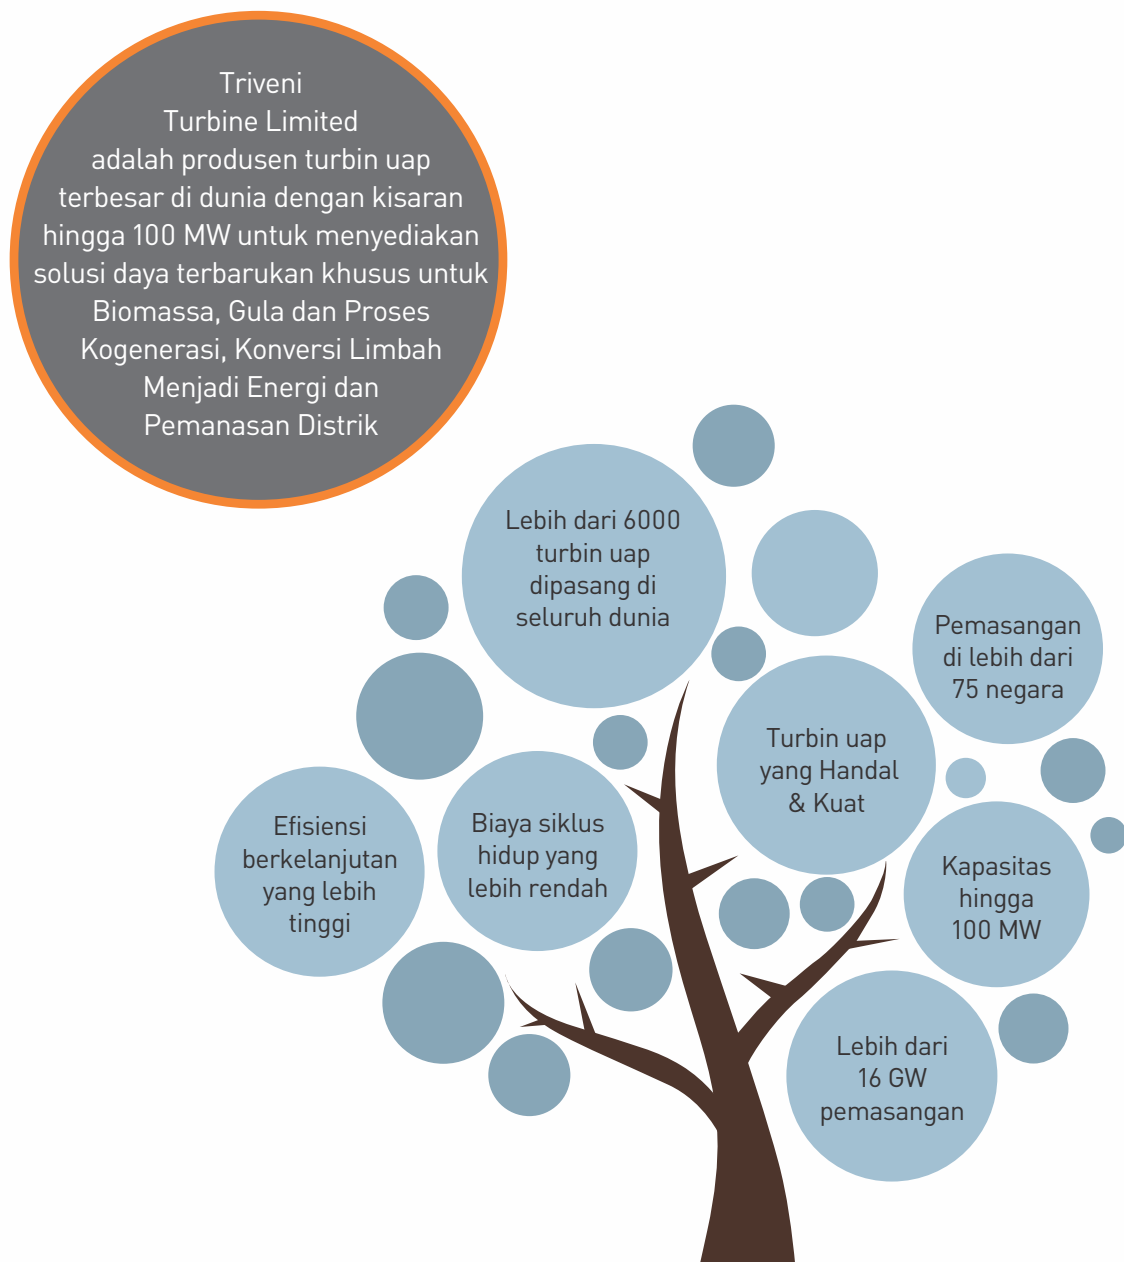 Triveni
Turbine Limited
adalah produsen turbin uap
terbesar di dunia dengan kisaran
hingga 100 MW untuk menyediakan
solusi daya terbarukan khusus untuk
Biomassa, Gula dan Proses
Kogenerasi, Konversi Limbah
Menjadi Energi dan
Pemanasan Distrik
Lebih dari 6000
turbin uap
dipasang di
seluruh dunia
Pemasangan
di lebih dari
75 negara
Turbin uap
yang Handal
& Kuat
Efisiensi
berkelanjutan
yang lebih
tinggi
Biaya siklus
hidup yang
lebih rendah
Kapasitas
hingga
100 MW
Lebih dari
16 GW
pemasangan